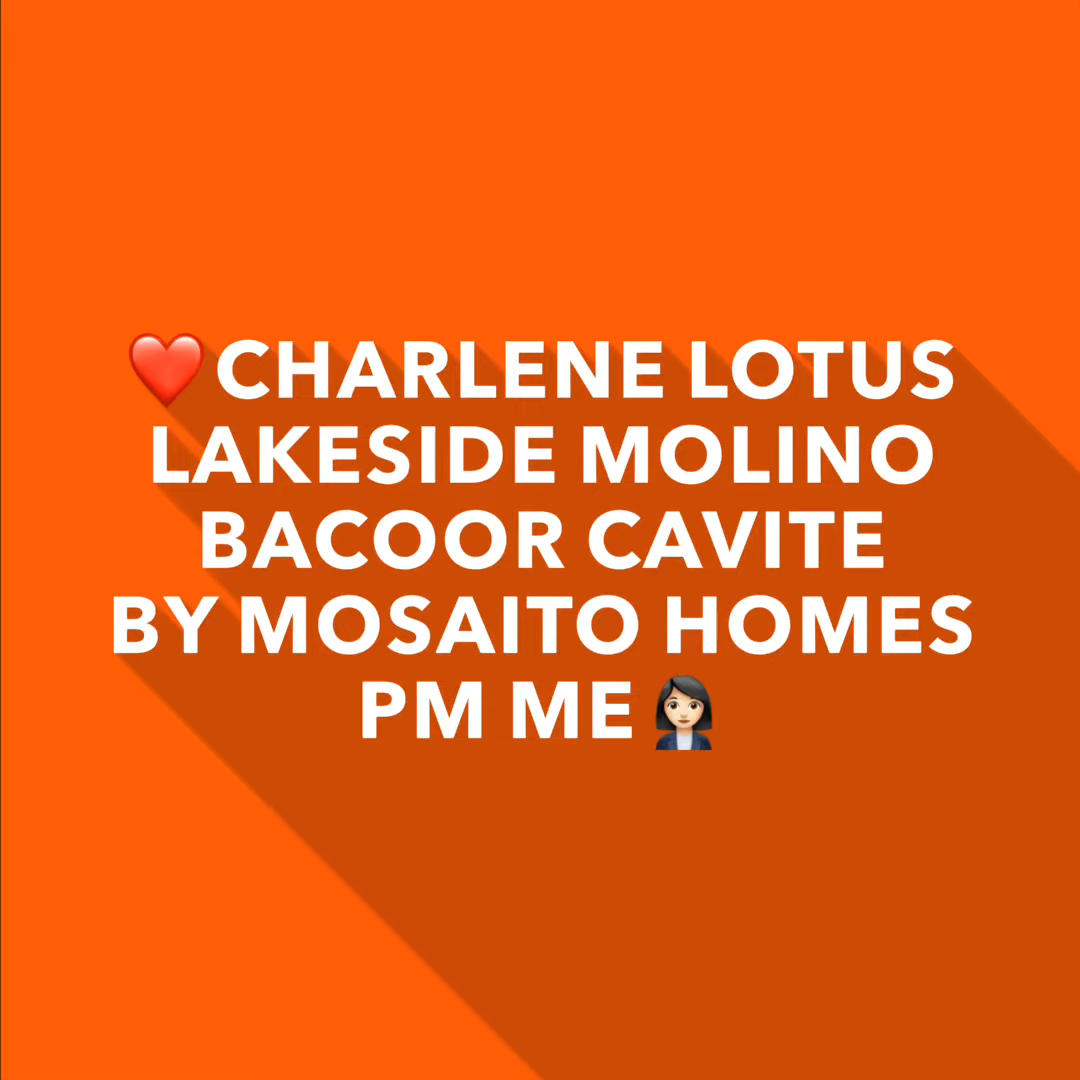 ❤️CHARLENE LOTUS
LAKESIDE MOLINO
BACOOR CAVITE
BY MOSAITO HOMES
PM ME 👩🏻‍💼